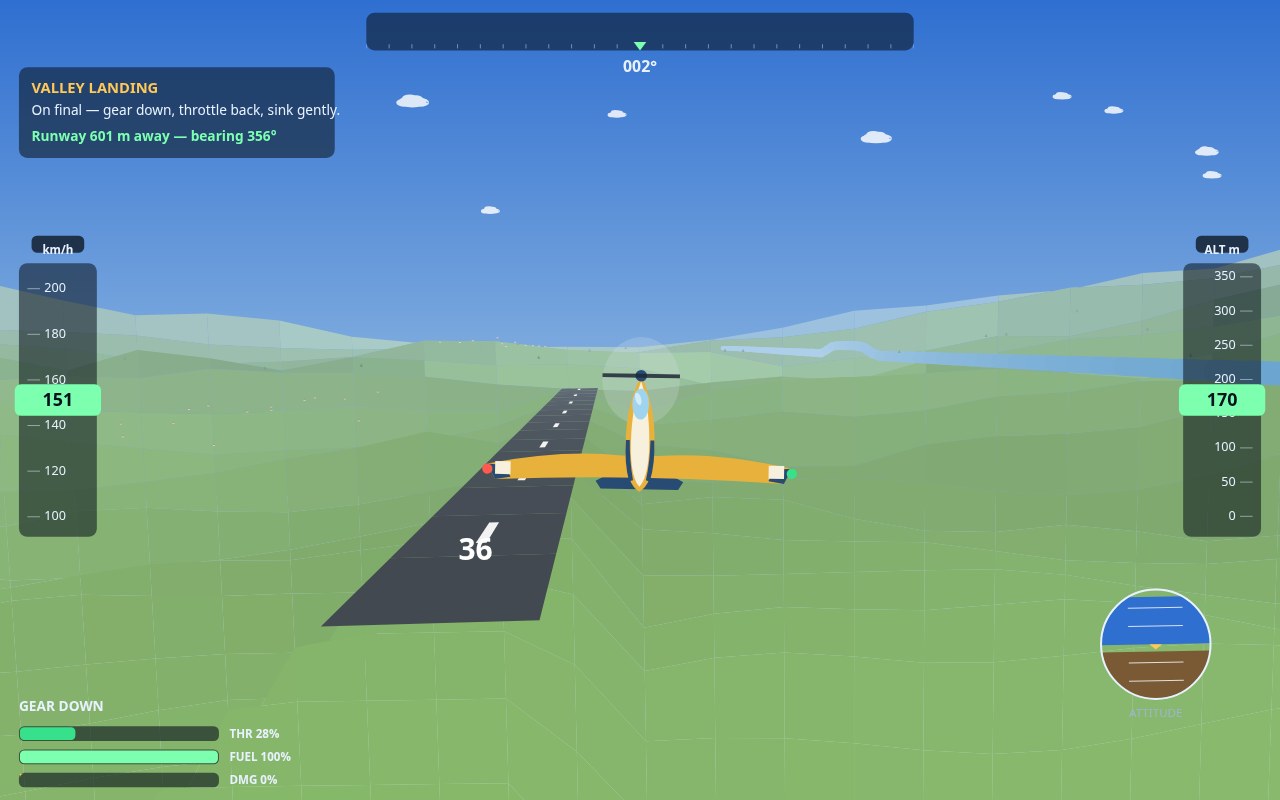 002°
VALLEY LANDING
On final — gear down, throttle back, sink gently.
Runway 601 m away — bearing 356°
km/h
200
180
160
151
140
120
100
ALT m
350
300
250
200
170
100
50
0
36
GEAR DOWN
THR 28%
FUEL 100%
DMG 0%
ATTITUDE